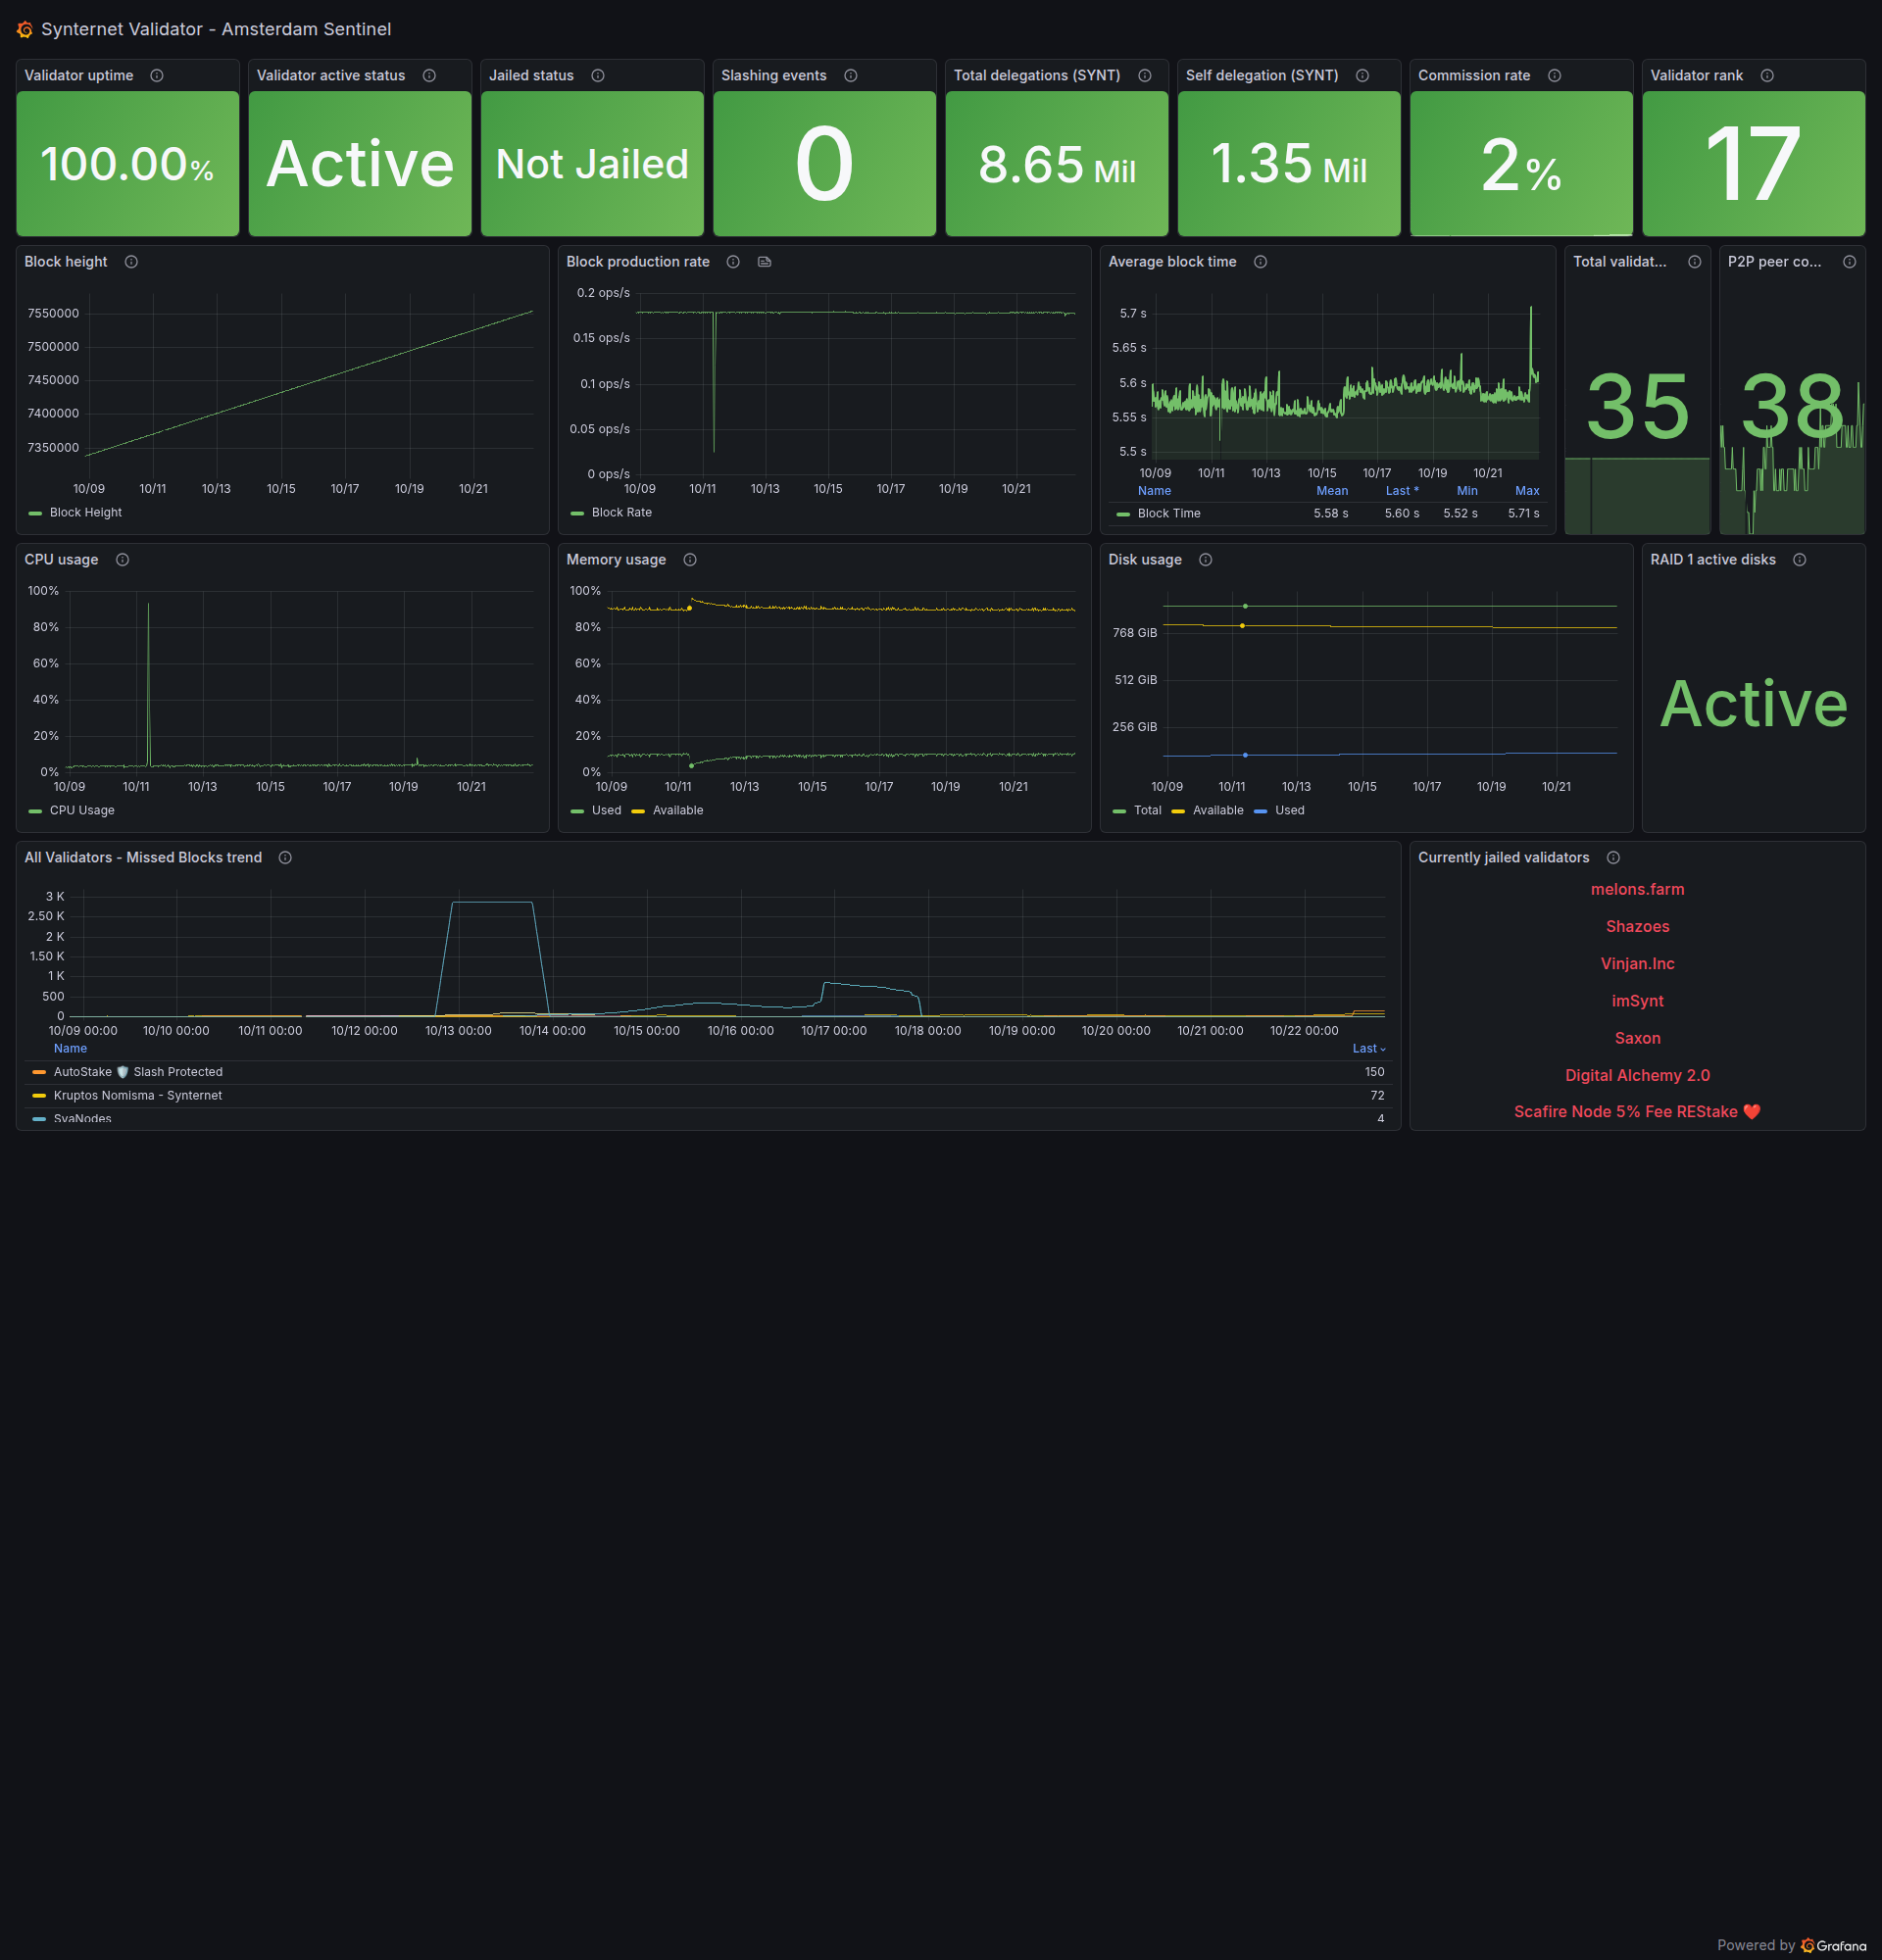 Synternet Validator - Amsterdam Sentinel
Validator uptime
100.00%
Validator active status
Active
Jailed status
Not Jailed
Slashing events
0
Total delegations (SYNT)
8.65 Mil
Self delegation (SYNT)
1.35 Mil
Commission rate
2%
Validator rank
17
Block height
7550000
7500000
7450000
7400000
7350000
10/09 10/11 10/13 10/15 10/17 10/19 10/21
Block Height
Block production rate
0.2 ops/s
0.15 ops/s
0.1 ops/s
0.05 ops/s
0 ops/s
10/09 10/11 10/13 10/15 10/17 10/19 10/21
Block Rate
Average block time
5.7 s
5.65 s
5.6 s
5.55 s
5.5 s
10/09 10/11 10/13 10/15 10/17 10/19 10/21
Name Mean Last * Min Max
Block TIme 5.58 s 5.60 s 5.52 s 5.71 s
Total validat...
35
P2P peer co...
38
CPU usage
100%
80%
60%
40%
20%
0%
10/09 10/11 10/13 10/15 10/17 10/19 10/21
CPU Usage
Memory usage
100%
80%
60%
40%
20%
0%
10/09 10/11 10/13 10/15 10/17 10/19 10/21
Used Available
Disk usage
768 GiB
512 GiB
256 GiB
10/09 10/11 10/13 10/15 10/17 10/19 10/21
Total Available Used
RAID 1 active disks
Active
All Validators - Missed Blocks trend
3 K
2.50 K
2 K
1.50 K
1 K
500
0
10/09 00:00 10/10 00:00 10/11 00:00 10/12 00:00 10/13 00:00 10/14 00:00 10/15 00:00 10/16 00:00 10/17 00:00 10/18 00:00 10/19 00:00 10/20 00:00 10/21 00:00 10/22 00:00
Name Last
AutoStake 🛡️ Slash Protected 150
Kruptos Nomisma - Synternet 72
4
Currently jailed validators
melons.farm
Shazoes
Vinjan.Inc
imSynt
Saxon
Digital Alchemy 2.0
Scafire Node 5% Fee REStake ❤️
Powered by Grafana